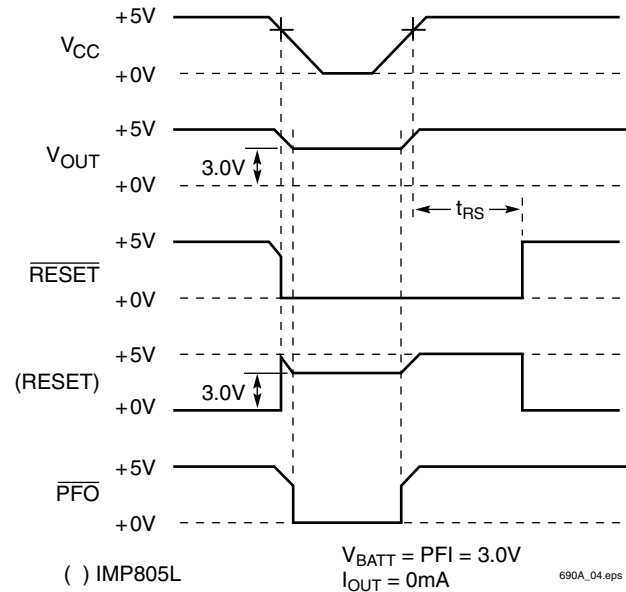 +5V
VCC
+0V
+5V
VOUT
3.0V
+0V
tRS
+5V
RESET
+0V
+5V
(RESET)
3.0V
+0V
+5V
PFO
+0V
( ) IMP805L
VBATT = PFI = 3.0V
IOUT = 0mA
690A_04.eps